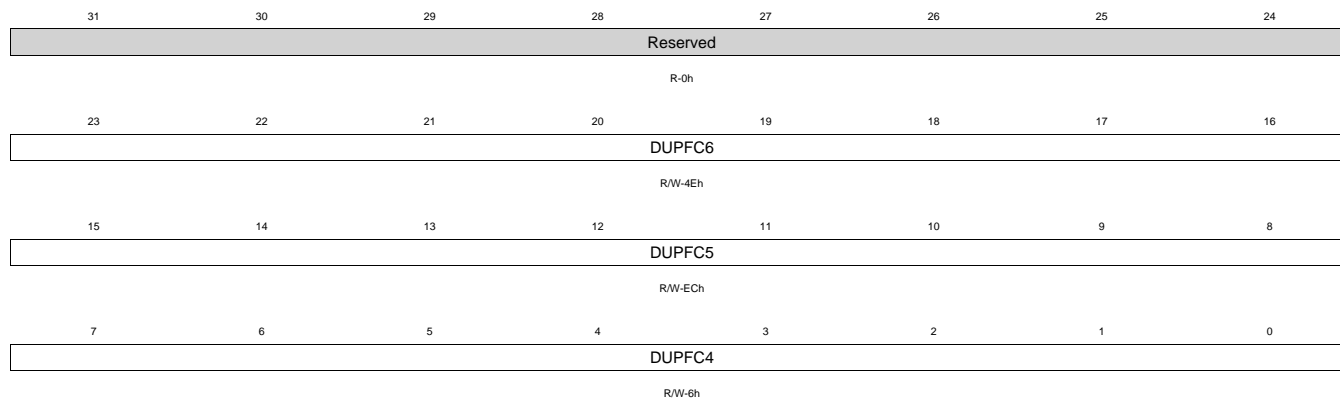 31 30 29 28 27 26 25 24
Reserved
R-0h
23 22 21 20 19 18 17 16
DUPFC6
R/W-4Eh
15 14 13 12 11 10 9 8
DUPFC5
R/W-ECh
7 6 5 4 3 2 1 0
DUPFC4
R/W-6h